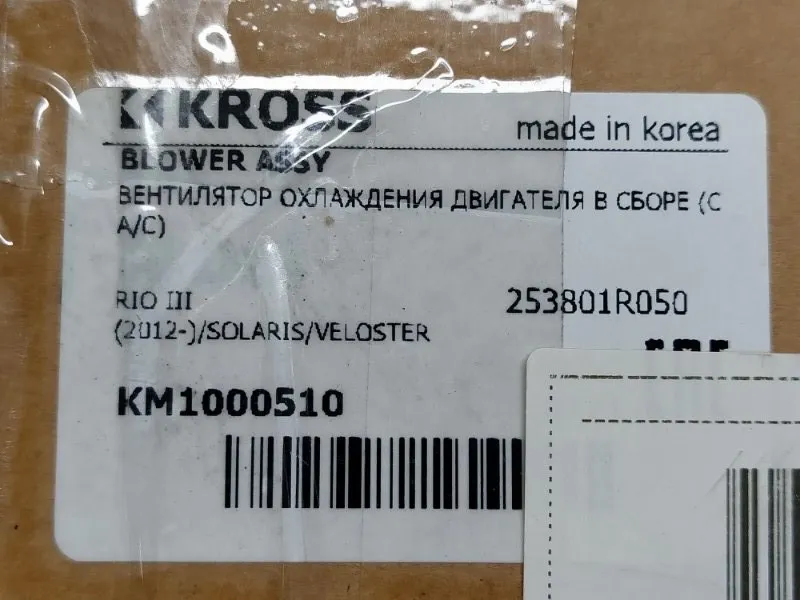 KROSS
made in korea
BLOWER ASSY
ВЕНТИЛЯТОР ОХЛАЖДЕНИЯ ДВИГАТЕЛЯ В СБОРЕ (С
A/C)
RIO III
253801R050
(2012-)/SOLARIS/VELOSTER
KM1000510